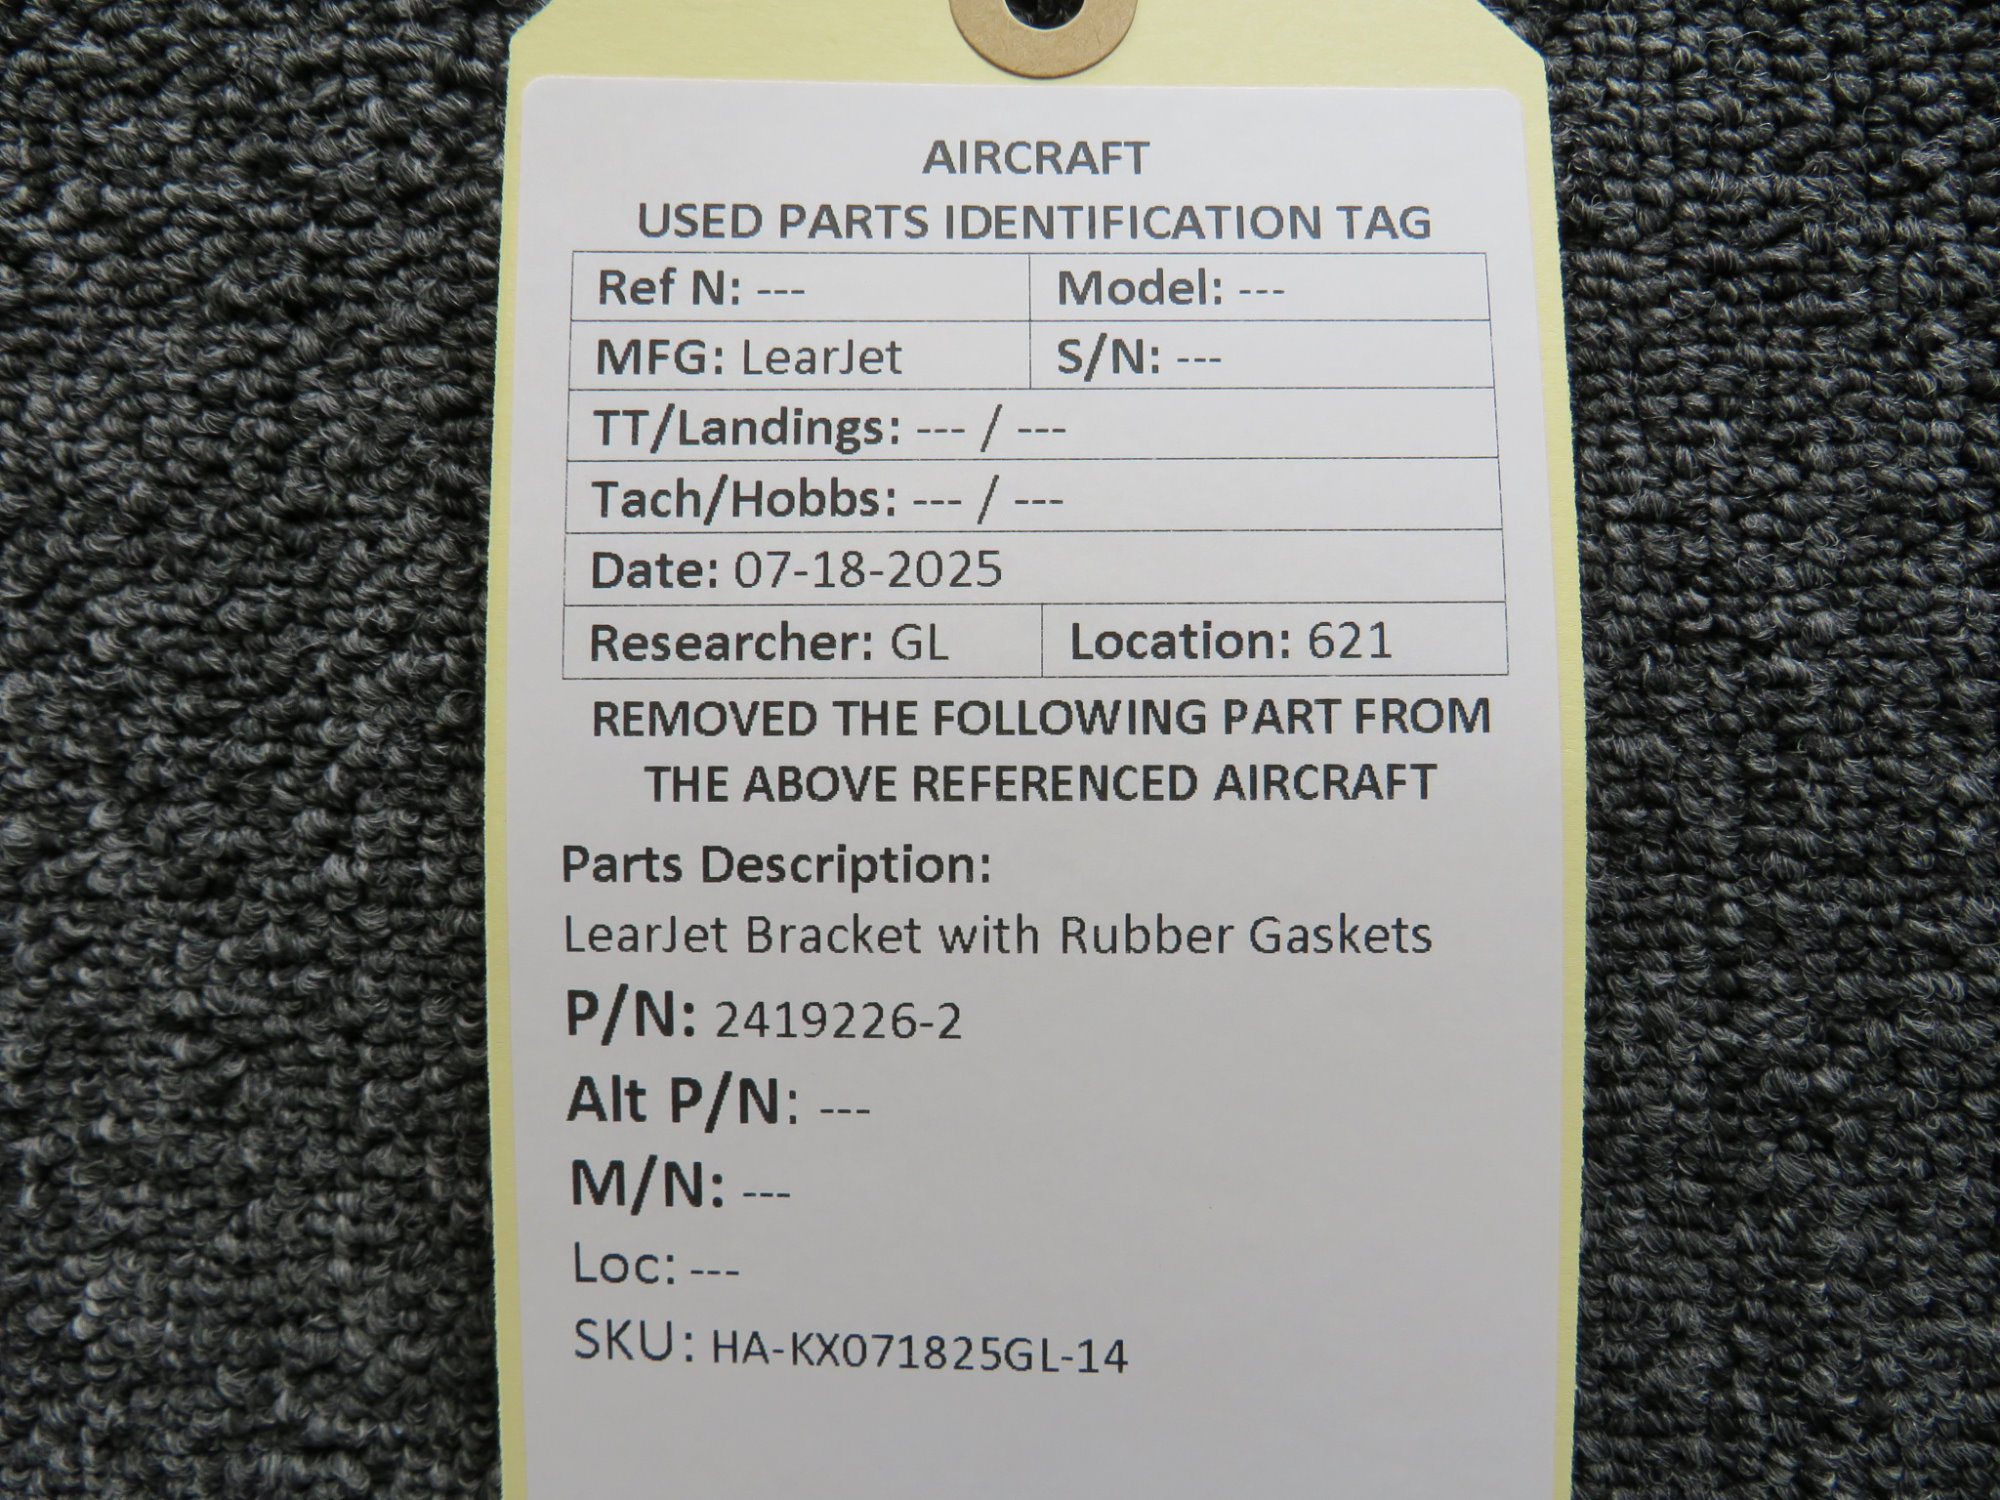 AIRCRAFT
USED PARTS IDENTIFICATION TAG
Ref N: --- Model: ---
MFG: LearJet S/N: ---
TT/Landings: --- / ---
Tach/Hobbs: --- / ---
Date: 07-18-2025
Researcher: GL Location: 621
REMOVED THE FOLLOWING PART FROM
THE ABOVE REFERENCED AIRCRAFT
Parts Description:
LearJet Bracket with Rubber Gaskets
P/N: 2419226-2
Alt P/N: ---
M/N: ---
Loc: ---
SKU: HA-KX071825GL-14